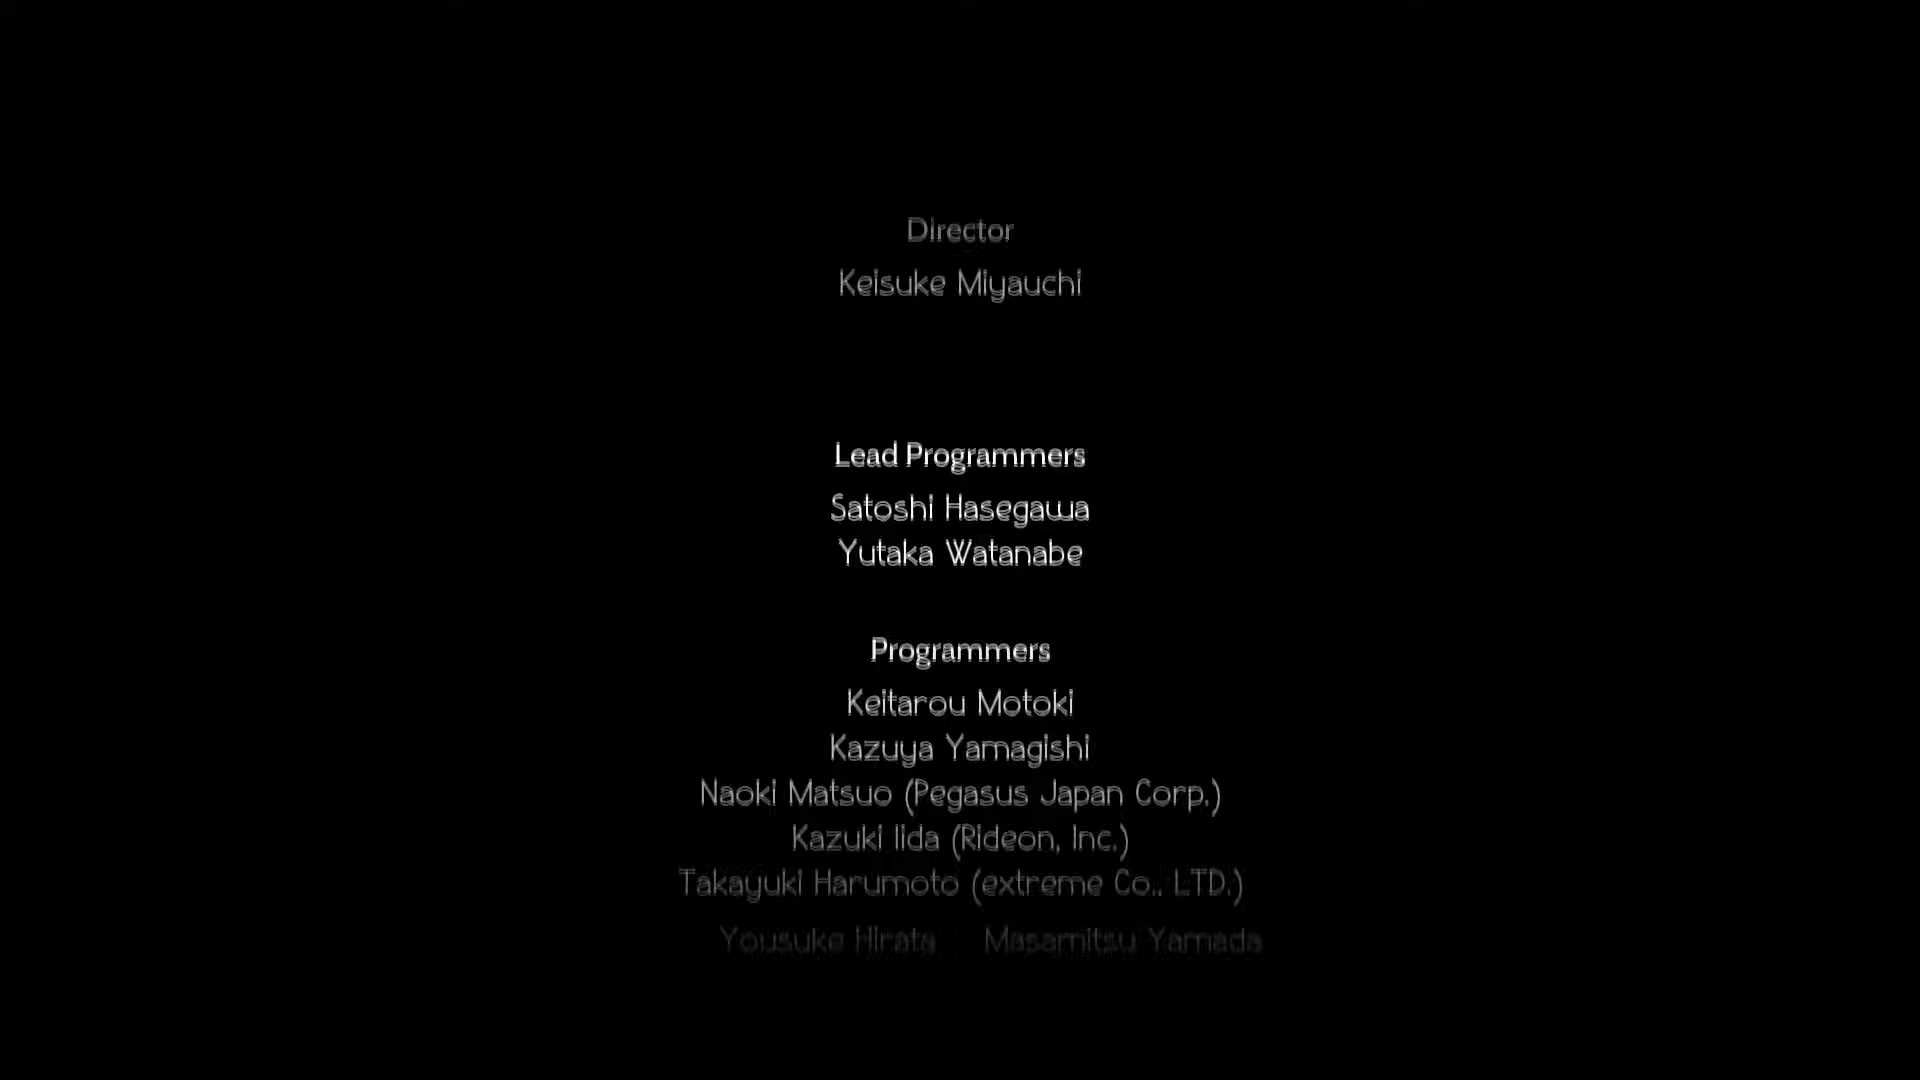 Director
Keisuke Miyauchi
Lead Programmers
Satoshi Hasegawa
Yutaka Watanabe
Programmers
Keitarou Motoki
Kazuya Yamagishi
Naoki Matsuo (Pegasus Japan Corp.)
Kazuki Iida (Rideon, Inc.)
Takayuki Harumoto (extreme Co., LTD.)
Yousuke Hirata Masamitsu Yamada